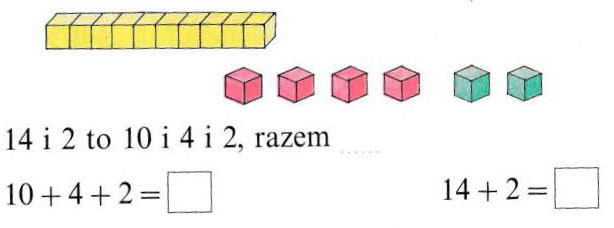 14 i 2 to 10 i 4 i 2, razem ......
10 + 4 + 2 = □
14 + 2 = □